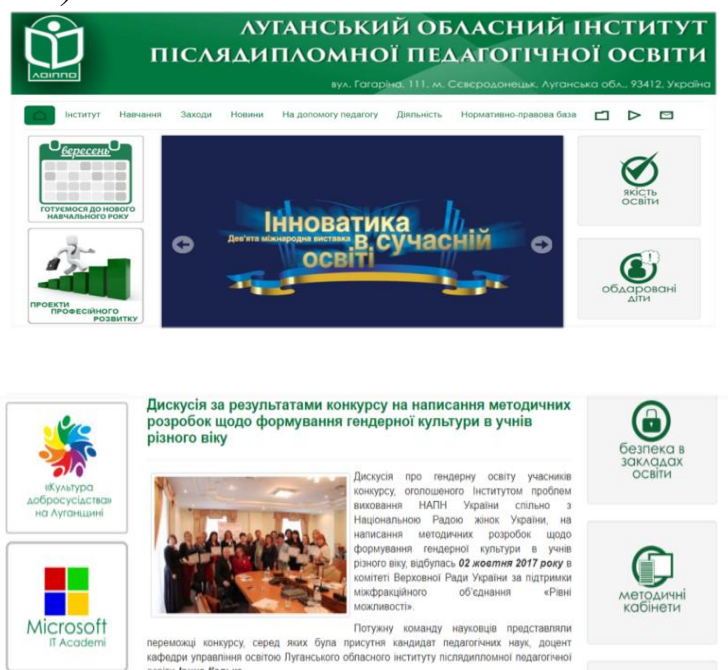 ЛУГАНСЬКИЙ ОБЛАСНИЙ ІНСТИТУТ
ПІСЛЯДИПЛОМНОЇ ПЕДАГОГІЧНОЇ ОСВІТИ
ЛОІППО
вул. Гагаріна, 111, м. Сєвєродонецьк, Луганська обл., 93412, Україна
Інститут Навчання Заходи Новини На допомогу педагогу Діяльність Нормативно-правова база
вересень
ГОТУЄМОСЯ ДО НОВОГО
НАВЧАЛЬНОГО РОКУ
ПРОЕКТИ
ПРОФЕСІЙНОГО
РОЗВИТКУ
Інноватика
Дев'ята міжнародна виставка в сучасній
освіті
якість
освіти
обдаровані
діти
«Культура
добросусідства»
на Луганщині
Microsoft
IT Academi
Дискусія за результатами конкурсу на написання методичних
розробок щодо формування гендерної культури в учнів
різного віку
Дискусія про гендерну освіту учасників
конкурсу, оголошеного Інститутом проблем
виховання НАПН України спільно з
Національною Радою жінок України, на
написання методичних розробок щодо
формування гендерної культури в учнів
різного віку, відбулась 02 жовтня 2017 року в
комітеті Верховної Ради України за підтримки
міжфракційного об'єднання «Рівні
можливості».
Потужну команду науковців представляли
переможці конкурсу, серед яких була присутня кандидат педагогічних наук, доцент
кафедри управління освітою Луганського обласного інституту післядипломної педагогічної
безпека в
закладах
освіти
методичні
кабінети